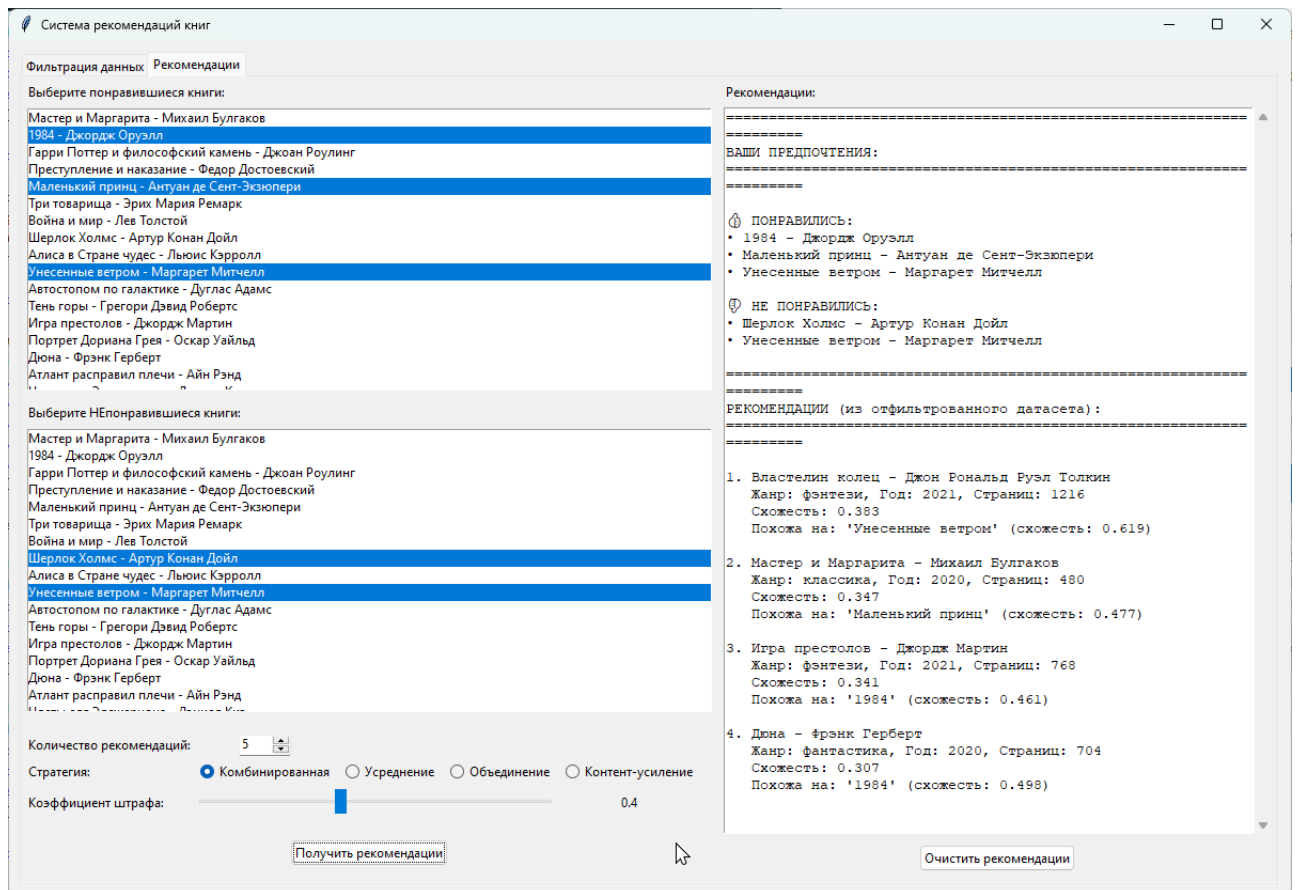 Система рекомендаций книг
Фильтрация данных Рекомендации
Выберите понравившиеся книги:
Мастер и Маргарита - Михаил Булгаков
1984 - Джордж Оруэлл
Гарри Поттер и философский камень - Джоан Роулинг
Преступление и наказание - Федор Достоевский
Маленький принц - Антуан де Сент-Экзюпери
Три товарища - Эрих Мария Ремарк
Война и мир - Лев Толстой
Шерлок Холмс - Артур Конан Дойл
Алиса в Стране чудес - Льюис Кэрролл
Унесенные ветром - Маргарет Митчелл
Автостопом по галактике - Дуглас Адамс
Тень горы - Грегори Дэвид Робертс
Игра престолов - Джордж Мартин
Портрет Дориана Грея - Оскар Уайльд
Дюна - Фрэнк Герберт
Атлант расправил плечи - Айн Рэнд
Выберите НЕпонравившиеся книги:
Мастер и Маргарита - Михаил Булгаков
1984 - Джордж Оруэлл
Гарри Поттер и философский камень - Джоан Роулинг
Преступление и наказание - Федор Достоевский
Маленький принц - Антуан де Сент-Экзюпери
Три товарища - Эрих Мария Ремарк
Война и мир - Лев Толстой
Шерлок Холмс - Артур Конан Дойл
Алиса в Стране чудес - Льюис Кэрролл
Унесенные ветром - Маргарет Митчелл
Автостопом по галактике - Дуглас Адамс
Тень горы - Грегори Дэвид Робертс
Игра престолов - Джордж Мартин
Портрет Дориана Грея - Оскар Уайльд
Дюна - Фрэнк Герберт
Атлант расправил плечи - Айн Рэнд
Количество рекомендаций: 5
Стратегия: Комбинированная Усреднение Объединение Контент-усиление
Коэффициент штрафа: 0.4
Получить рекомендации
Рекомендации:
ВАШИ ПРЕДПОЧТЕНИЯ:
👍 ПОНРАВИЛИСЬ:
• 1984 - Джордж Оруэлл
• Маленький принц - Антуан де Сент-Экзюпери
• Унесенные ветром - Маргарет Митчелл
👎 НЕ ПОНРАВИЛИСЬ:
• Шерлок Холмс - Артур Конан Дойл
• Унесенные ветром - Маргарет Митчелл
РЕКОМЕНДАЦИИ (из отфильтрованного датасета):
1. Властелин колец - Джон Рональд Руэл Толкин
Жанр: фэнтези, Год: 2021, Страниц: 1216
Схожесть: 0.383
Похожа на: 'Унесенные ветром' (схожесть: 0.619)
2. Мастер и Маргарита - Михаил Булгаков
Жанр: классика, Год: 2020, Страниц: 480
Схожесть: 0.347
Похожа на: 'Маленький принц' (схожесть: 0.477)
3. Игра престолов - Джордж Мартин
Жанр: фэнтези, Год: 2021, Страниц: 768
Схожесть: 0.341
Похожа на: '1984' (схожесть: 0.461)
4. Дюна - Фрэнк Герберт
Жанр: фантастика, Год: 2020, Страниц: 704
Схожесть: 0.307
Похожа на: '1984' (схожесть: 0.498)
Очистить рекомендации